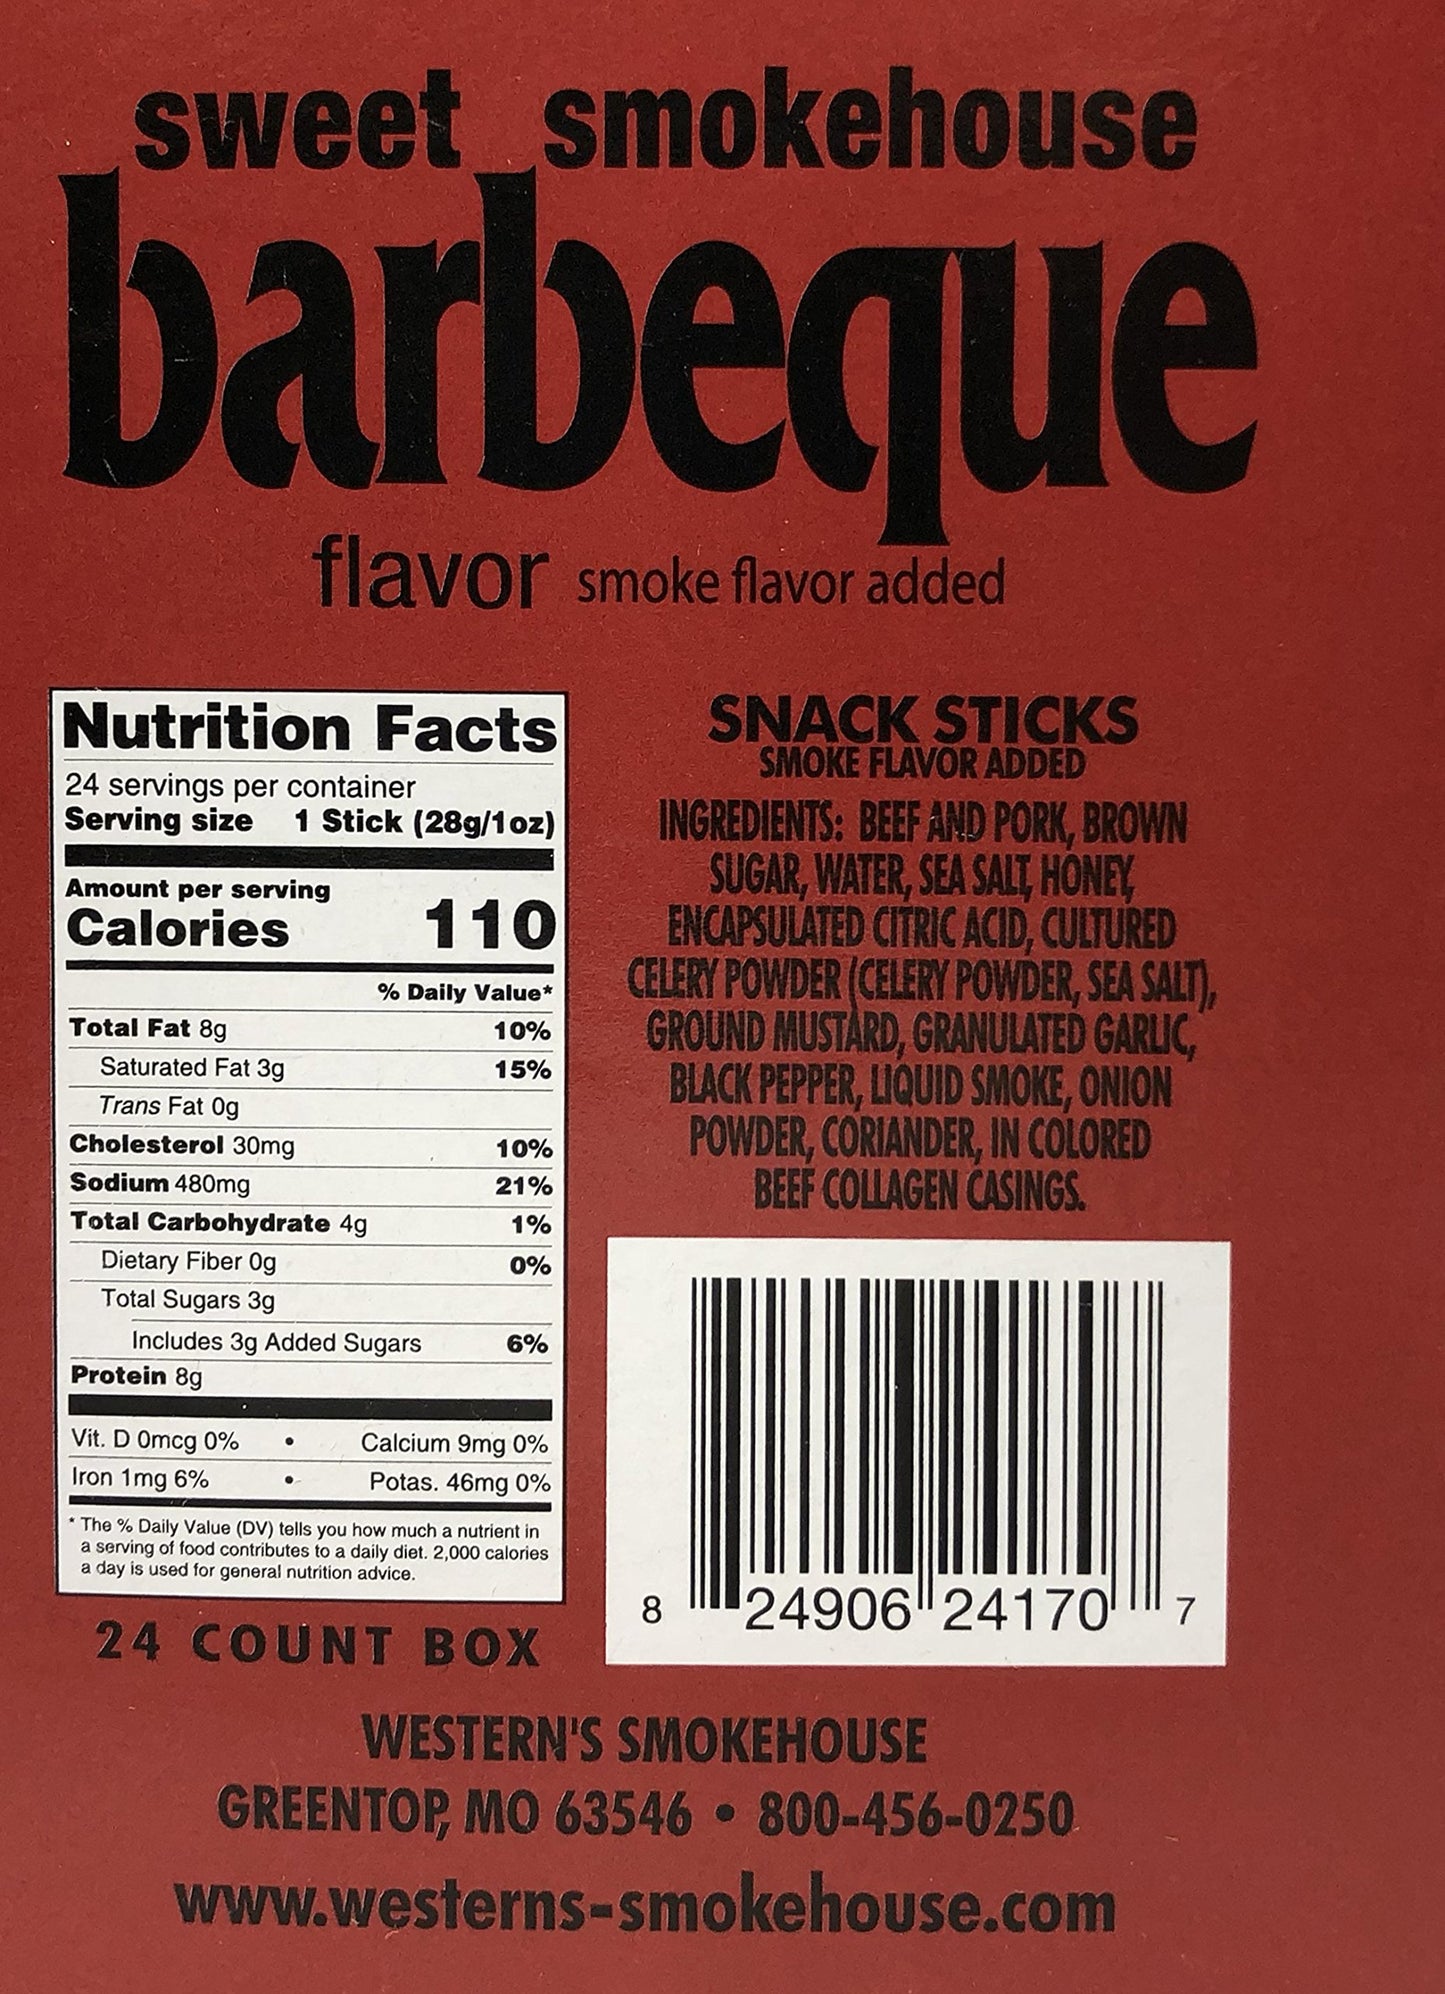 sweet smokehouse
barbeque
flavor smoke flavor added
Nutrition Facts
24 servings per container
Serving size 1 Stick (28g/1oz)
Amount per serving
Calories 110
% Daily Value*
Total Fat 8g 10%
Saturated Fat 3g 15%
Trans Fat 0g
Cholesterol 30mg 10%
Sodium 480mg 21%
Total Carbohydrate 4g 1%
Dietary Fiber 0g 0%
Total Sugars 3g
Includes 3g Added Sugars 6%
Protein 8g
Vit. D 0mcg 0% • Calcium 9mg 0%
Iron 1mg 6% • Potas. 46mg 0%
* The % Daily Value (DV) tells you how much a nutrient in
a serving of food contributes to a daily diet. 2,000 calories
a day is used for general nutrition advice.
24 COUNT BOX
SNACK STICKS
SMOKE FLAVOR ADDED
INGREDIENTS: BEEF AND PORK, BROWN
SUGAR, WATER, SEA SALT, HONEY,
ENCAPSULATED CITRIC ACID, CULTURED
CELERY POWDER (CELERY POWDER, SEA SALT),
GROUND MUSTARD, GRANULATED GARLIC,
BLACK PEPPER, LIQUID SMOKE, ONION
POWDER, CORIANDER, IN COLORED
BEEF COLLAGEN CASINGS.
8 24906 24170 7
WESTERN'S SMOKEHOUSE
GREENTOP, MO 63546 • 800-456-0250
www.westerns-smokehouse.com